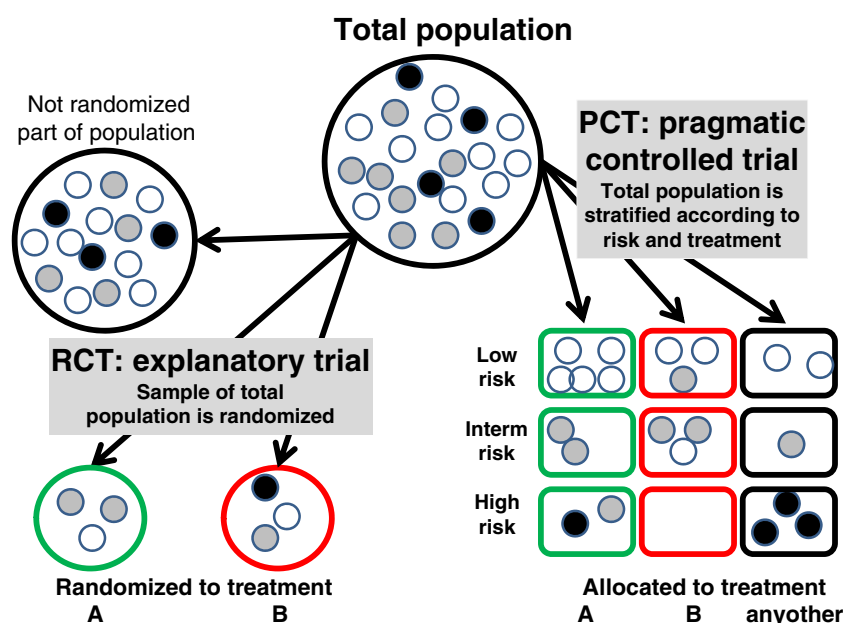 Total population
Not randomized
part of population
PCT: pragmatic
controlled trial
Total population is
stratified according to
risk and treatment
RCT: explanatory trial
Sample of total
population is randomized
Low
risk
Interm
risk
High
risk
Randomized to treatment
A B
Allocated to treatment
A B anyother